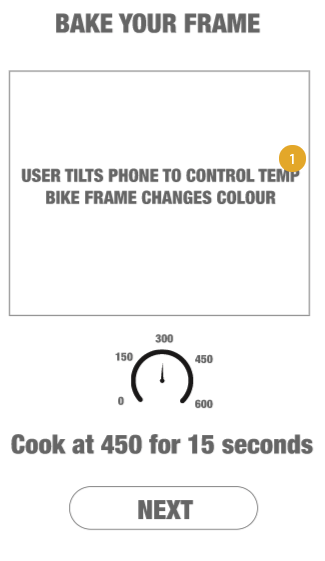 BAKE YOUR FRAME
1
USER TILTS PHONE TO CONTROL TEMP
BIKE FRAME CHANGES COLOUR
300
150
450
0
600
Cook at 450 for 15 seconds
NEXT